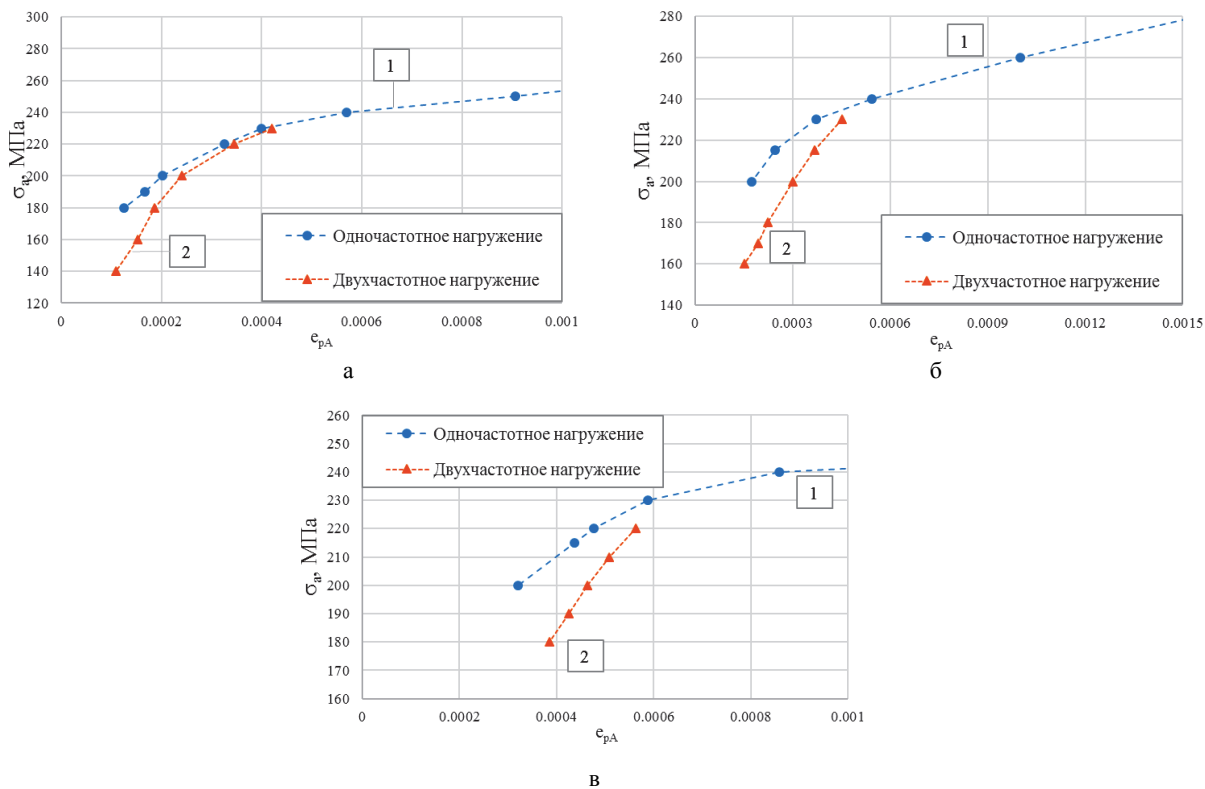 300
280
260
240
220
200
180
160
140
120
σa, МПа
1
2
Одночастотное нагружение
Двухчастотное нагружение
0 0.0002 0.0004 0.0006 0.0008 0.001
epA
а
280
260
240
220
200
180
160
140
σa, МПа
1
2
Одночастотное нагружение
Двухчастотное нагружение
0 0.0003 0.0006 0.0009 0.0012 0.0015
epA
б
260
250
240
230
220
210
200
190
180
170
160
σa, МПа
Одночастотное нагружение
Двухчастотное нагружение
1
2
0 0.0002 0.0004 0.0006 0.0008 0.001
epA
в